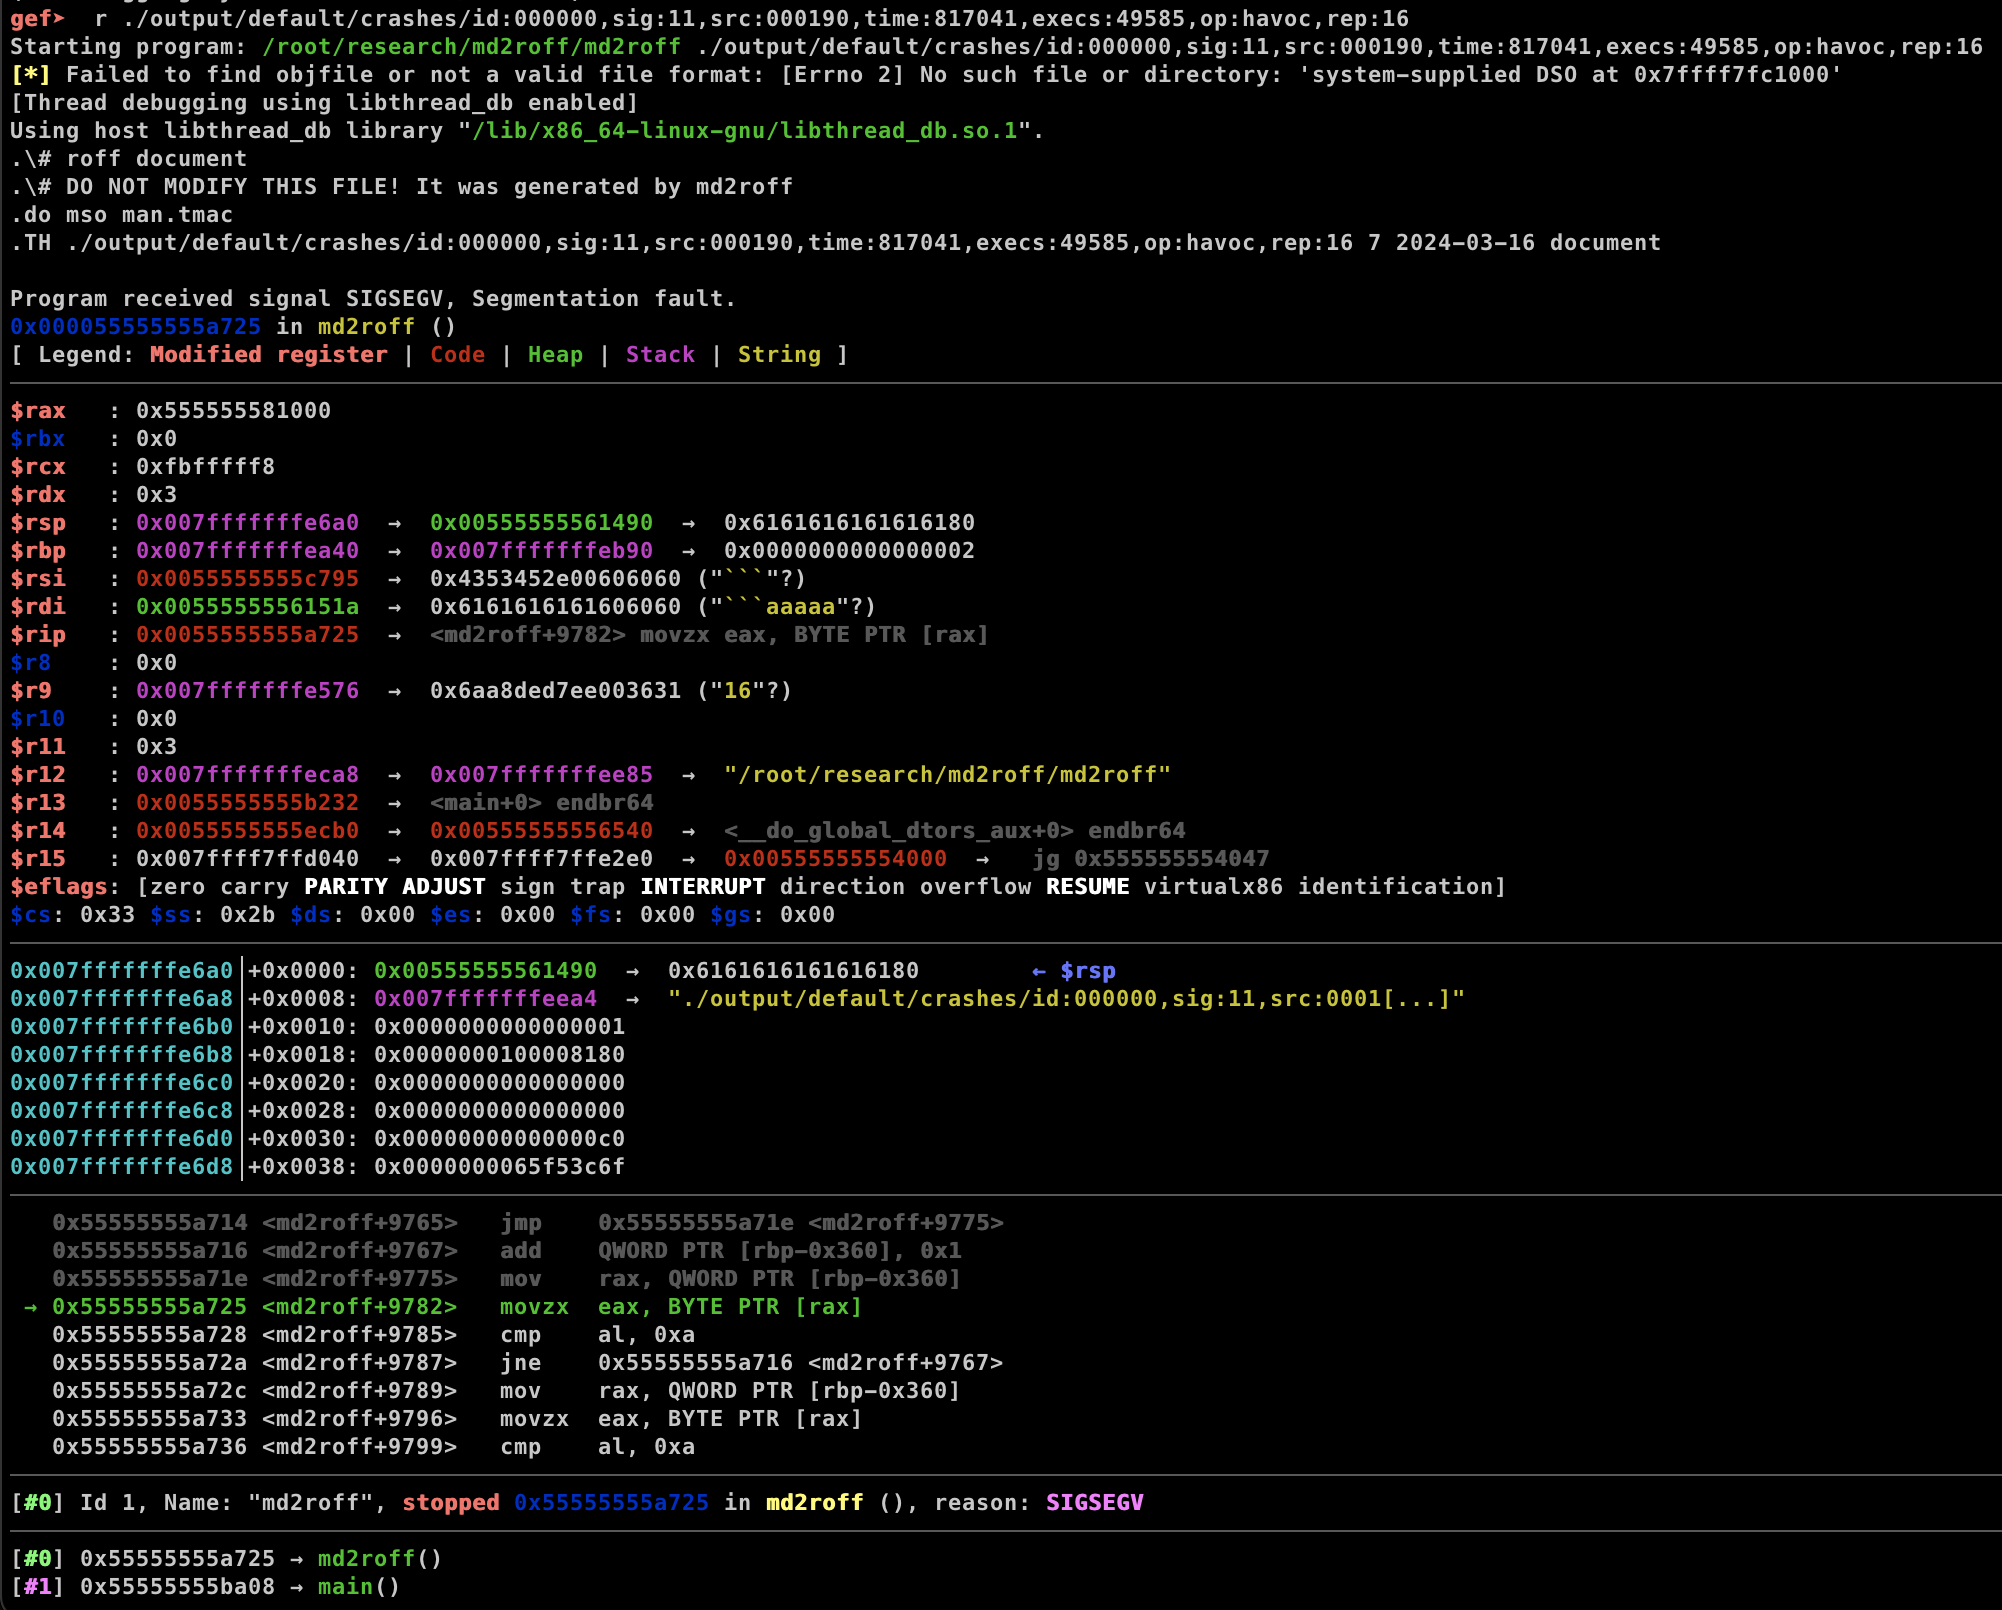 gef➤  r ./output/default/crashes/id:000000,sig:11,src:000190,time:817041,execs:49585,op:havoc,rep:16
Starting program: /root/research/md2roff/md2roff ./output/default/crashes/id:000000,sig:11,src:000190,time:817041,execs:49585,op:havoc,rep:16
[*] Failed to find objfile or not a valid file format: [Errno 2] No such file or directory: 'system-supplied DSO at 0x7ffff7fc1000'
[Thread debugging using libthread_db enabled]
Using host libthread_db library "/lib/x86_64-linux-gnu/libthread_db.so.1".
.\# roff document
.\# DO NOT MODIFY THIS FILE! It was generated by md2roff
.do mso man.tmac
.TH ./output/default/crashes/id:000000,sig:11,src:000190,time:817041,execs:49585,op:havoc,rep:16 7 2024-03-16 document
Program received signal SIGSEGV, Segmentation fault.
0x000055555555a725 in md2roff ()
[ Legend: Modified register | Code | Heap | Stack | String ]
$rax   : 0x555555581000
$rbx   : 0x0
$rcx   : 0xfbfffff8
$rdx   : 0x3
$rsp   : 0x007fffffffe6a0  →  0x00555555561490  →  0x6161616161616180
$rbp   : 0x007fffffffea40  →  0x007fffffffeb90  →  0x0000000000000002
$rsi   : 0x0055555555c795  →  0x4353452e00606060 ("```"?)
$rdi   : 0x0055555556151a  →  0x6161616161606060 ("```aaaaa"?)
$rip   : 0x0055555555a725  →  <md2roff+9782> movzx eax, BYTE PTR [rax]
$r8    : 0x0
$r9    : 0x007fffffffe576  →  0x6aa8ded7ee003631 ("16"?)
$r10   : 0x0
$r11   : 0x3
$r12   : 0x007fffffffeca8  →  0x007fffffffee85  →  "/root/research/md2roff/md2roff"
$r13   : 0x0055555555b232  →  <main+0> endbr64
$r14   : 0x0055555555ecb0  →  0x00555555556540  →  <__do_global_dtors_aux+0> endbr64
$r15   : 0x007ffff7ffd040  →  0x007ffff7ffe2e0  →  0x00555555554000  →   jg 0x555555554047
$eflags: [zero carry PARITY ADJUST sign trap INTERRUPT direction overflow RESUME virtualx86 identification]
$cs: 0x33 $ss: 0x2b $ds: 0x00 $es: 0x00 $fs: 0x00 $gs: 0x00
0x007fffffffe6a0│+0x0000: 0x00555555561490  →  0x6161616161616180        ← $rsp
0x007fffffffe6a8│+0x0008: 0x007fffffffeea4  →  "./output/default/crashes/id:000000,sig:11,src:0001[...]"
0x007fffffffe6b0│+0x0010: 0x0000000000000001
0x007fffffffe6b8│+0x0018: 0x0000000100008180
0x007fffffffe6c0│+0x0020: 0x0000000000000000
0x007fffffffe6c8│+0x0028: 0x0000000000000000
0x007fffffffe6d0│+0x0030: 0x00000000000000c0
0x007fffffffe6d8│+0x0038: 0x0000000065f53c6f
0x55555555a714 <md2roff+9765>   jmp    0x55555555a71e <md2roff+9775>
0x55555555a716 <md2roff+9767>   add    QWORD PTR [rbp-0x360], 0x1
0x55555555a71e <md2roff+9775>   mov    rax, QWORD PTR [rbp-0x360]
→ 0x55555555a725 <md2roff+9782>   movzx  eax, BYTE PTR [rax]
0x55555555a728 <md2roff+9785>   cmp    al, 0xa
0x55555555a72a <md2roff+9787>   jne    0x55555555a716 <md2roff+9767>
0x55555555a72c <md2roff+9789>   mov    rax, QWORD PTR [rbp-0x360]
0x55555555a733 <md2roff+9796>   movzx  eax, BYTE PTR [rax]
0x55555555a736 <md2roff+9799>   cmp    al, 0xa
[#0] Id 1, Name: "md2roff", stopped 0x55555555a725 in md2roff (), reason: SIGSEGV
[#0] 0x55555555a725 → md2roff()
[#1] 0x55555555ba08 → main()